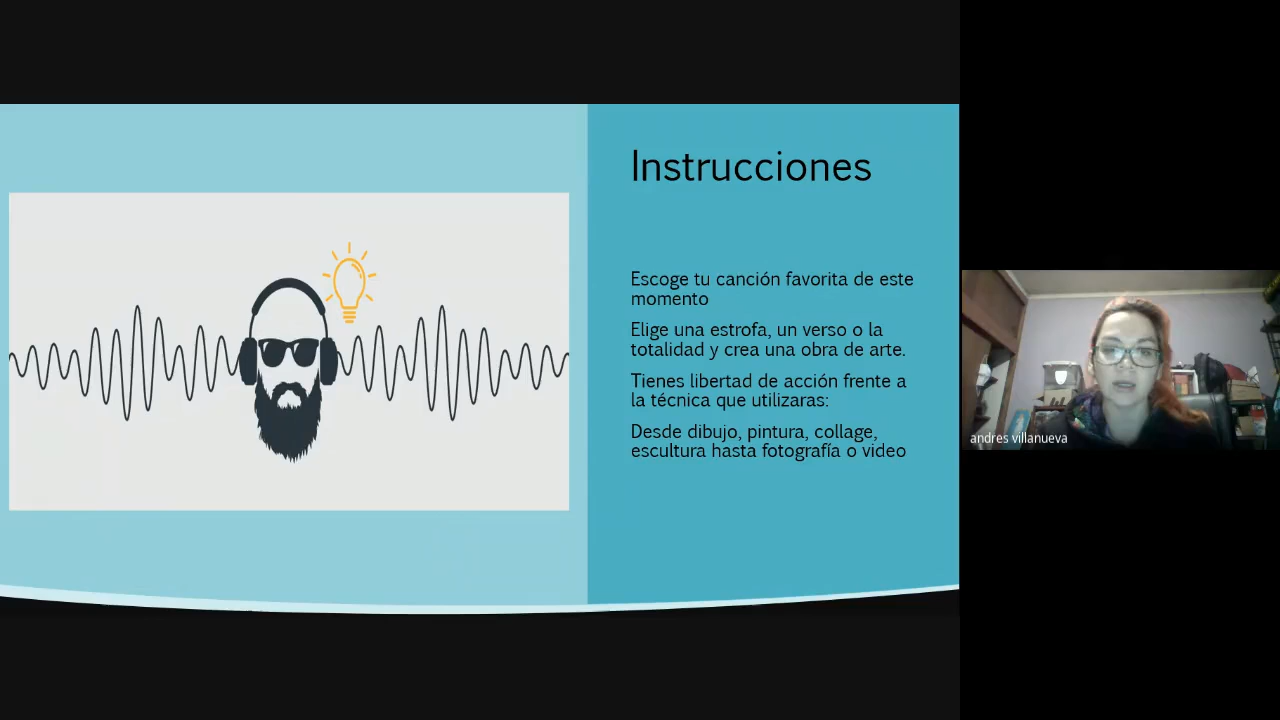 Instrucciones
Escoge tu canción favorita de este
momento
Elige una estrofa, un verso o la
totalidad y crea una obra de arte.
Tienes libertad de acción frente a
la técnica que utilizaras:
Desde dibujo, pintura, collage,
escultura hasta fotografía o video
andres villanueva